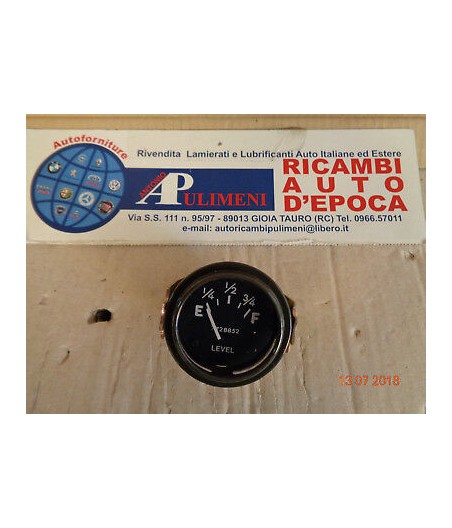 Autoforniture
Rivendita Lamierati e Lubrificanti Auto Italiane ed Estere
RICAMBI
AUTO
D'EPOCA
ANTONIO
PULIMENI
Via S.S. 111 n. 95/97 - 89013 GIOIA TAURO (RC) Tel. 0966.57011
e-mail: autoricambipulimeni@libero.it
1/4 1/2 3/4
E F
LEVEL
13 07 2018